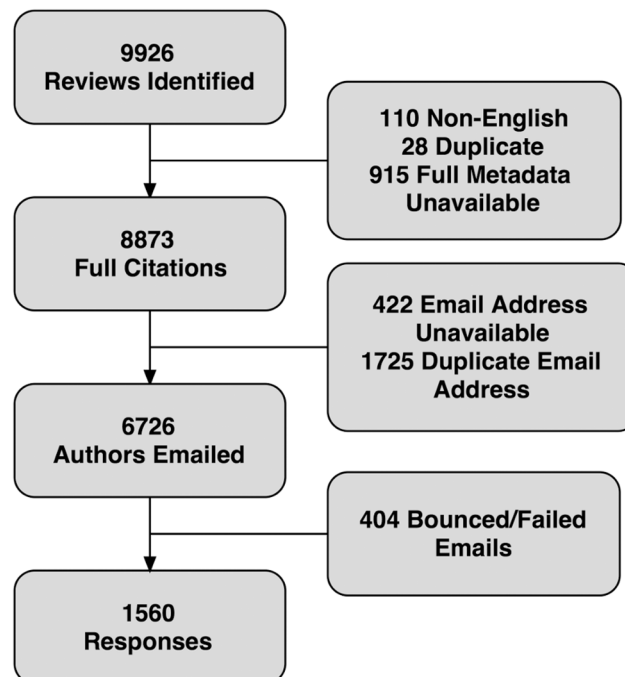 9926
Reviews Identified
110 Non-English
28 Duplicate
915 Full Metadata
Unavailable
8873
Full Citations
422 Email Address
Unavailable
1725 Duplicate Email
Address
6726
Authors Emailed
404 Bounced/Failed
Emails
1560
Responses